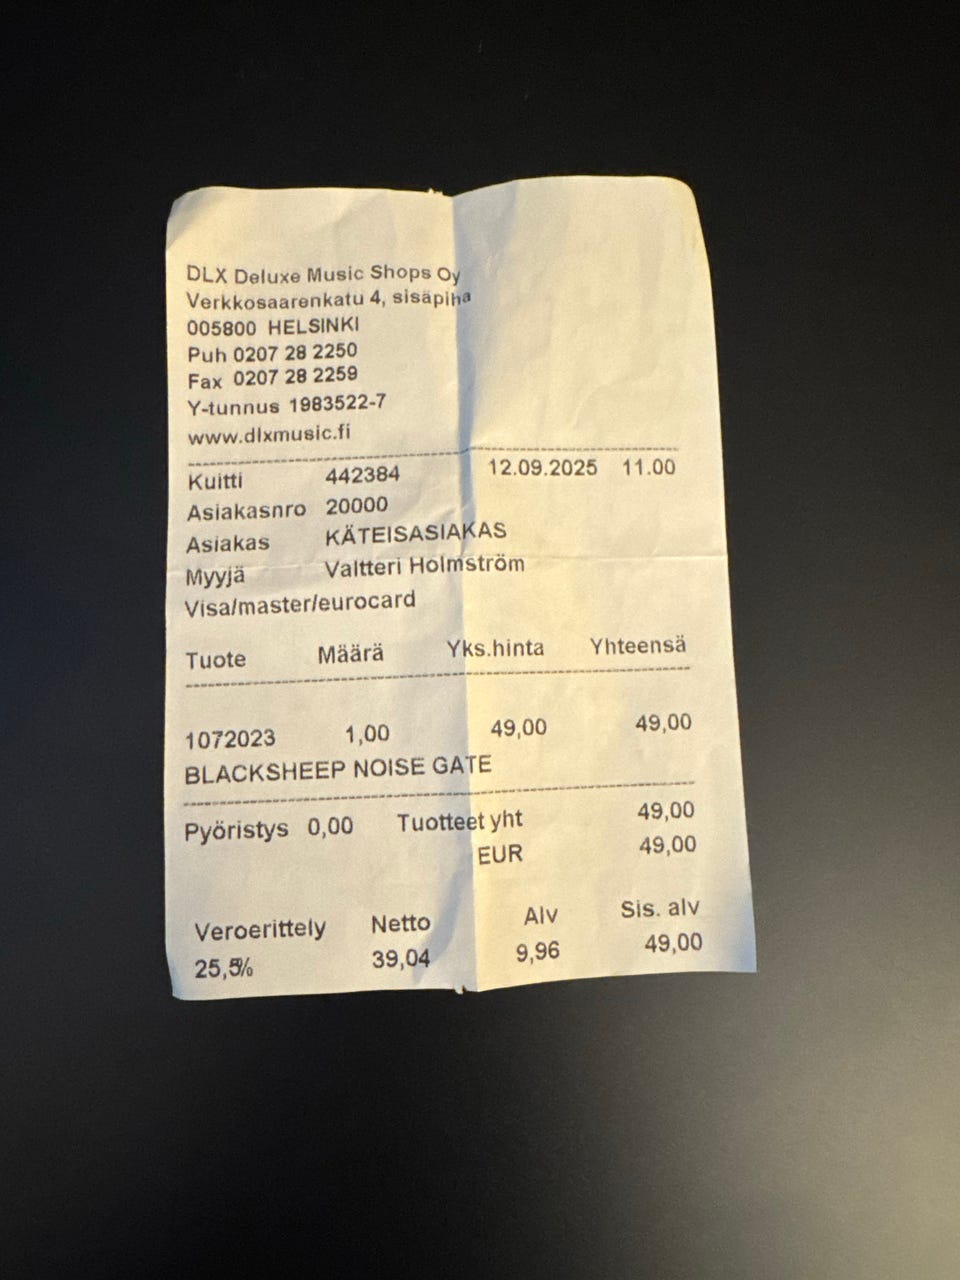 DLX Deluxe Music Shops Oy
Verkkosaarenkatu 4, sisäpiha
005800 HELSINKI
Puh 0207 28 2250
Fax 0207 28 2259
Y-tunnus 1983522-7
www.dlxmusic.fi
Kuitti 442384 12.09.2025 11.00
Asiakasnro 20000
Asiakas KÄTEISASIAKAS
Myyjä Valtteri Holmström
Visa/master/eurocard
Tuote Määrä Yks.hinta Yhteensä
1072023 1,00 49,00 49,00
BLACKSHEEP NOISE GATE
Pyöristys 0,00 Tuotteet yht 49,00
EUR 49,00
Veroerittely Netto Alv Sis. alv
25,5% 39,04 9,96 49,00